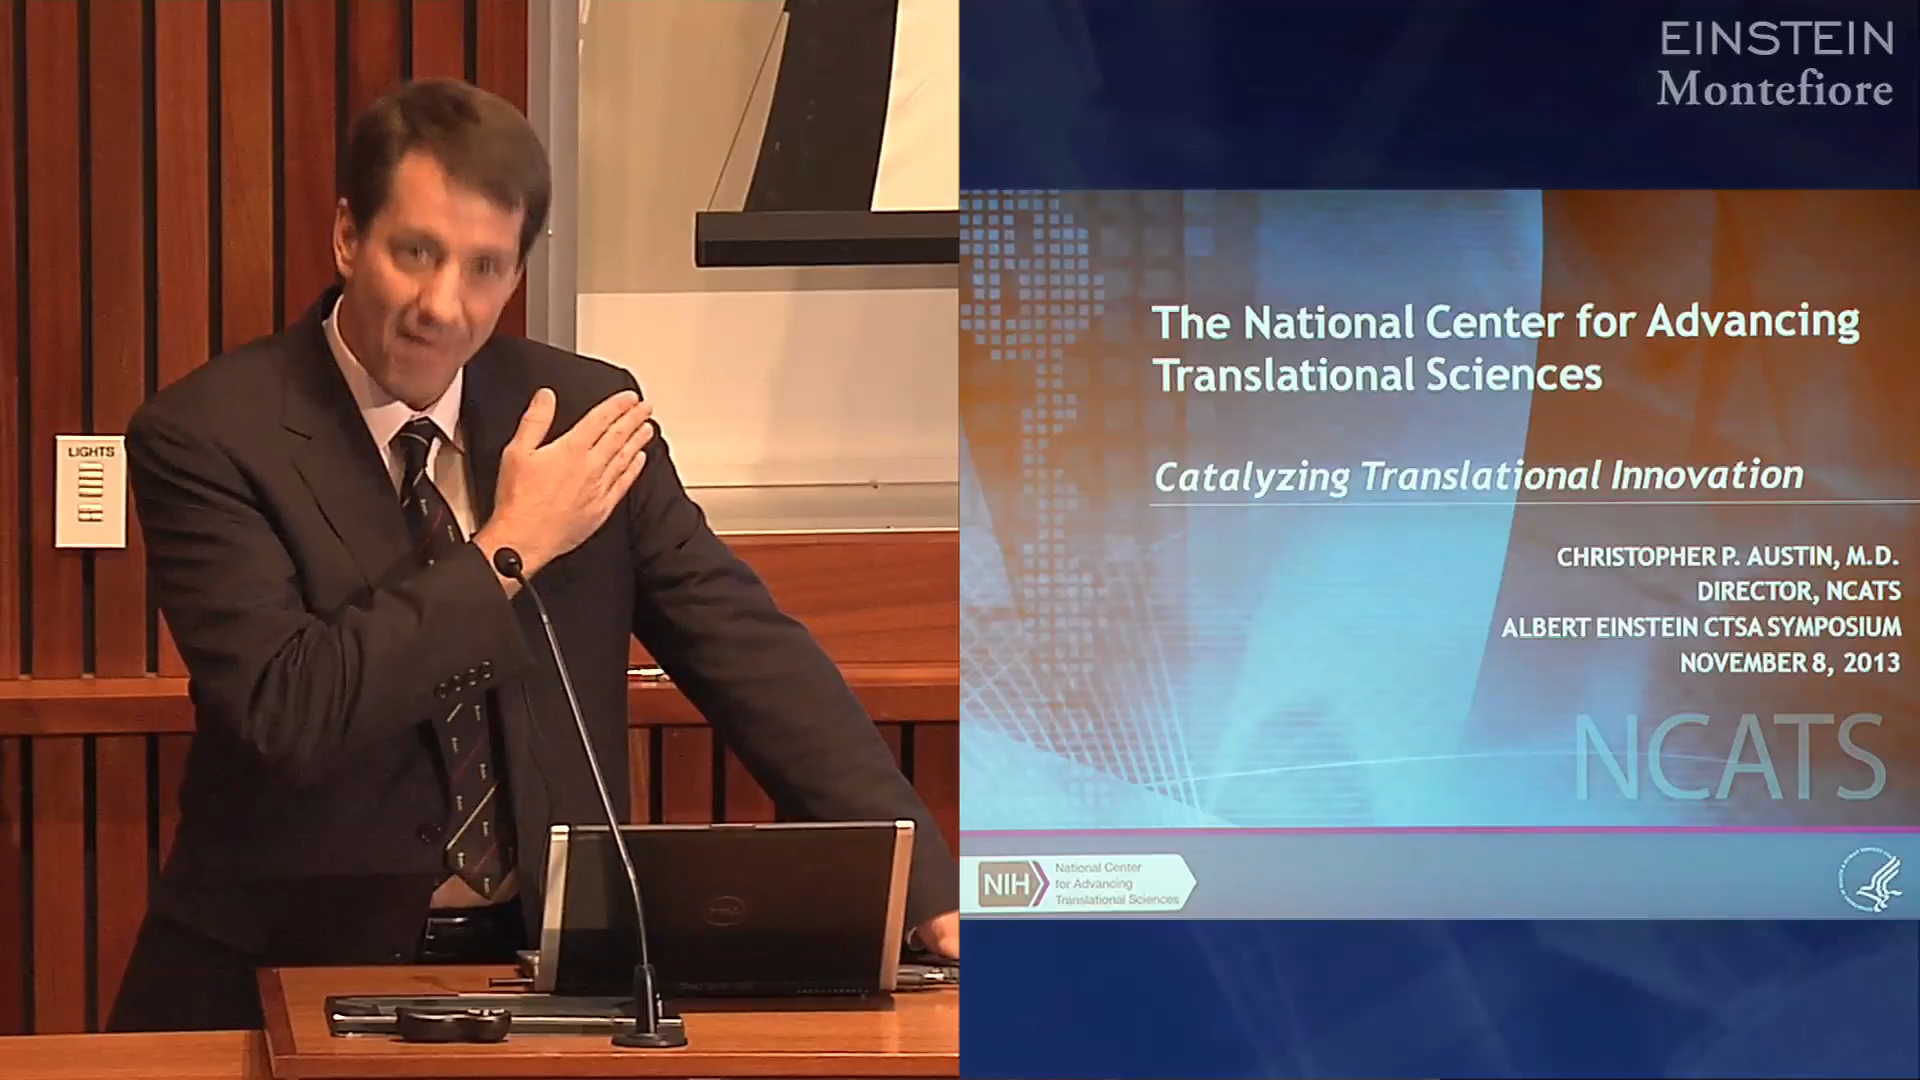 LIGHTS
EINSTEIN
Montefiore
The National Center for Advancing
Translational Sciences
Catalyzing Translational Innovation
CHRISTOPHER P. AUSTIN, M.D.
DIRECTOR, NCATS
ALBERT EINSTEIN CTSA SYMPOSIUM
NOVEMBER 8, 2013
NCATS
NIH
National Center
for Advancing
Translational Sciences
DELL